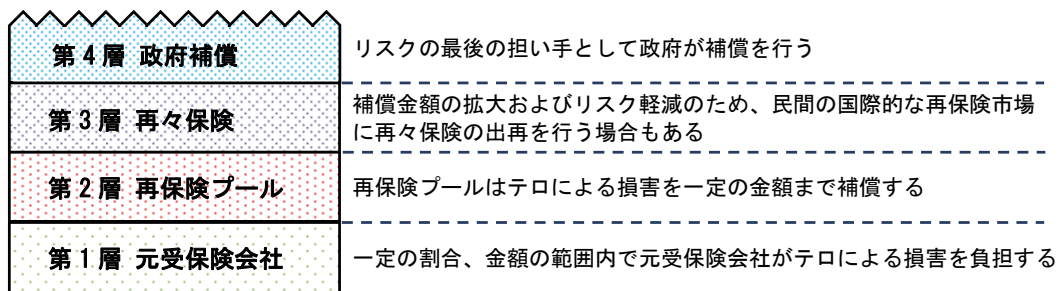 第4層 政府補償
リスクの最後の担い手として政府が補償を行う
第3層 再々保険
補償金額の拡大およびリスク軽減のため、民間の国際的な再保険市場
に再々保険の出再を行う場合もある
第2層 再保険プール
再保険プールはテロによる損害を一定の金額まで補償する
第1層 元受保険会社
一定の割合、金額の範囲内で元受保険会社がテロによる損害を負担する